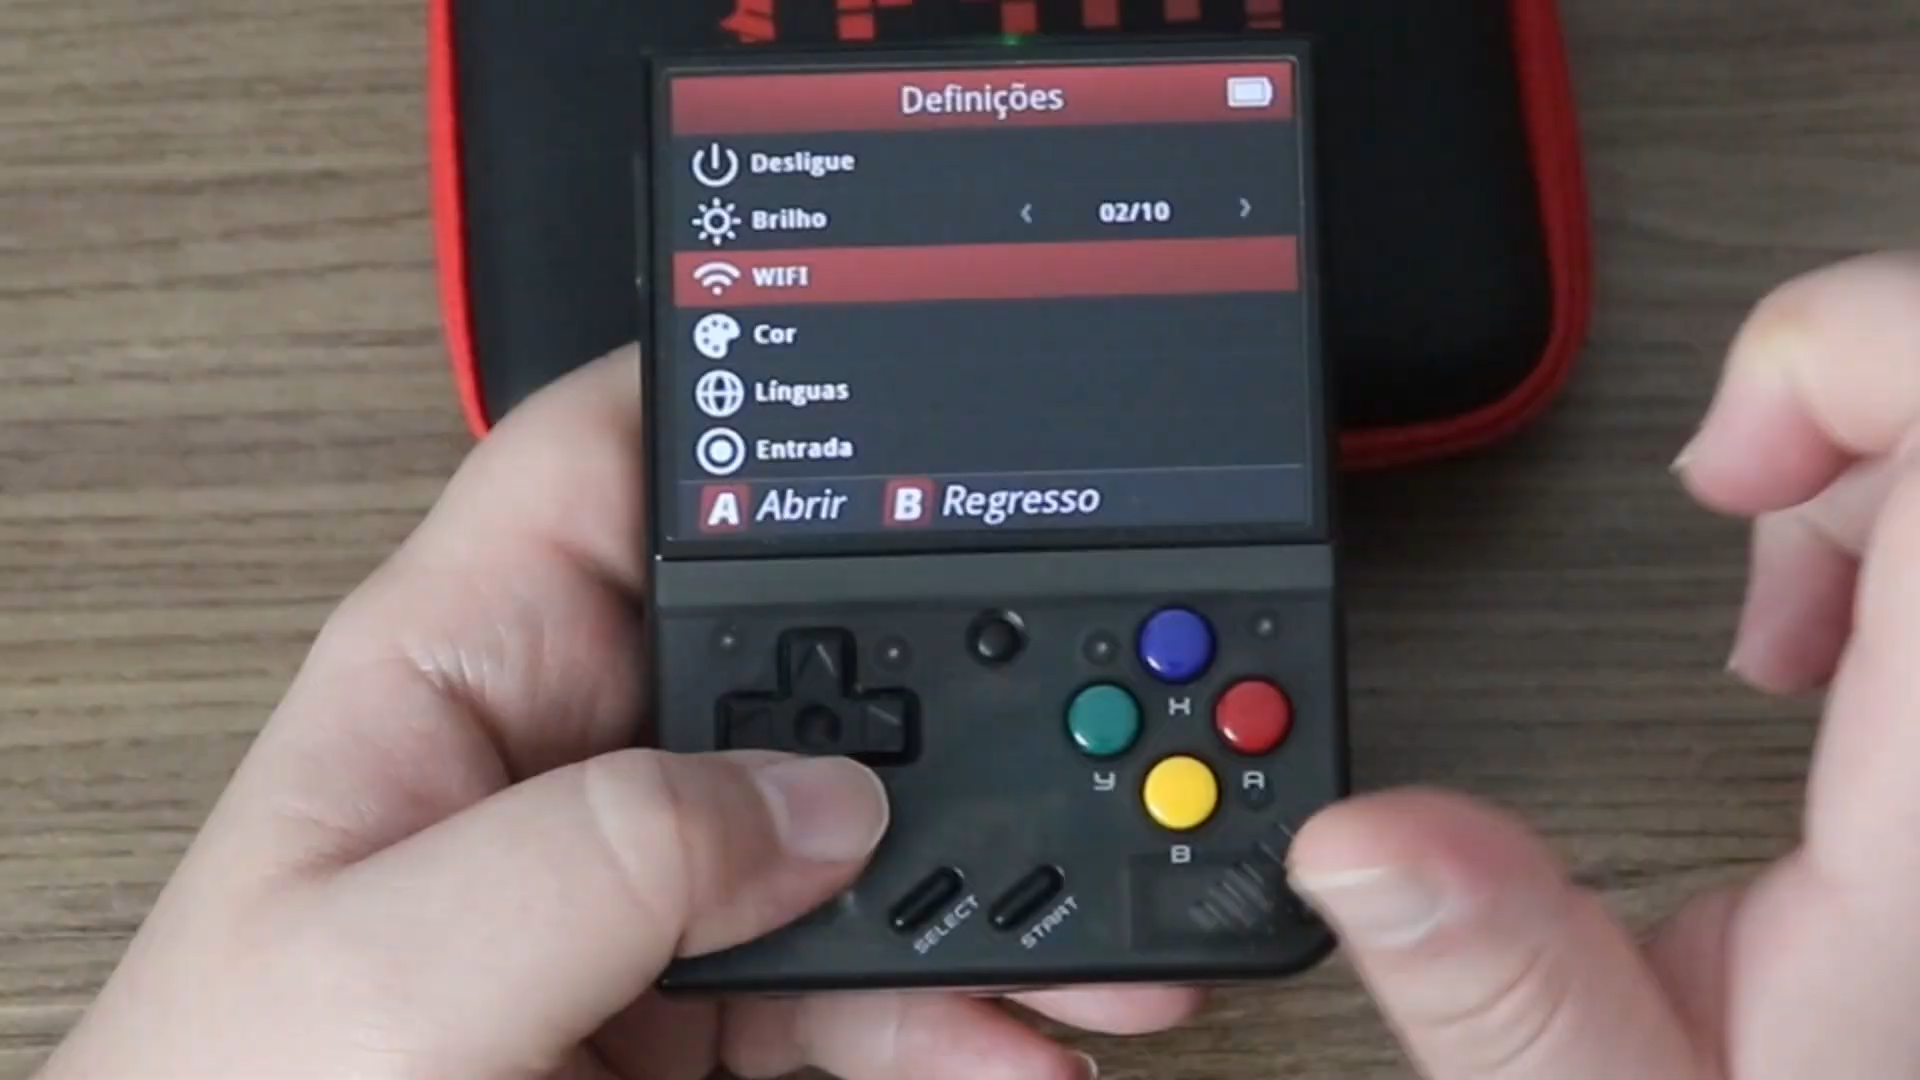 Definições
Desligue
Brilho < 02/10 >
WIFI
Cor
Línguas
Entrada
A Abrir B Regresso
X
Y A
B
SELECT START